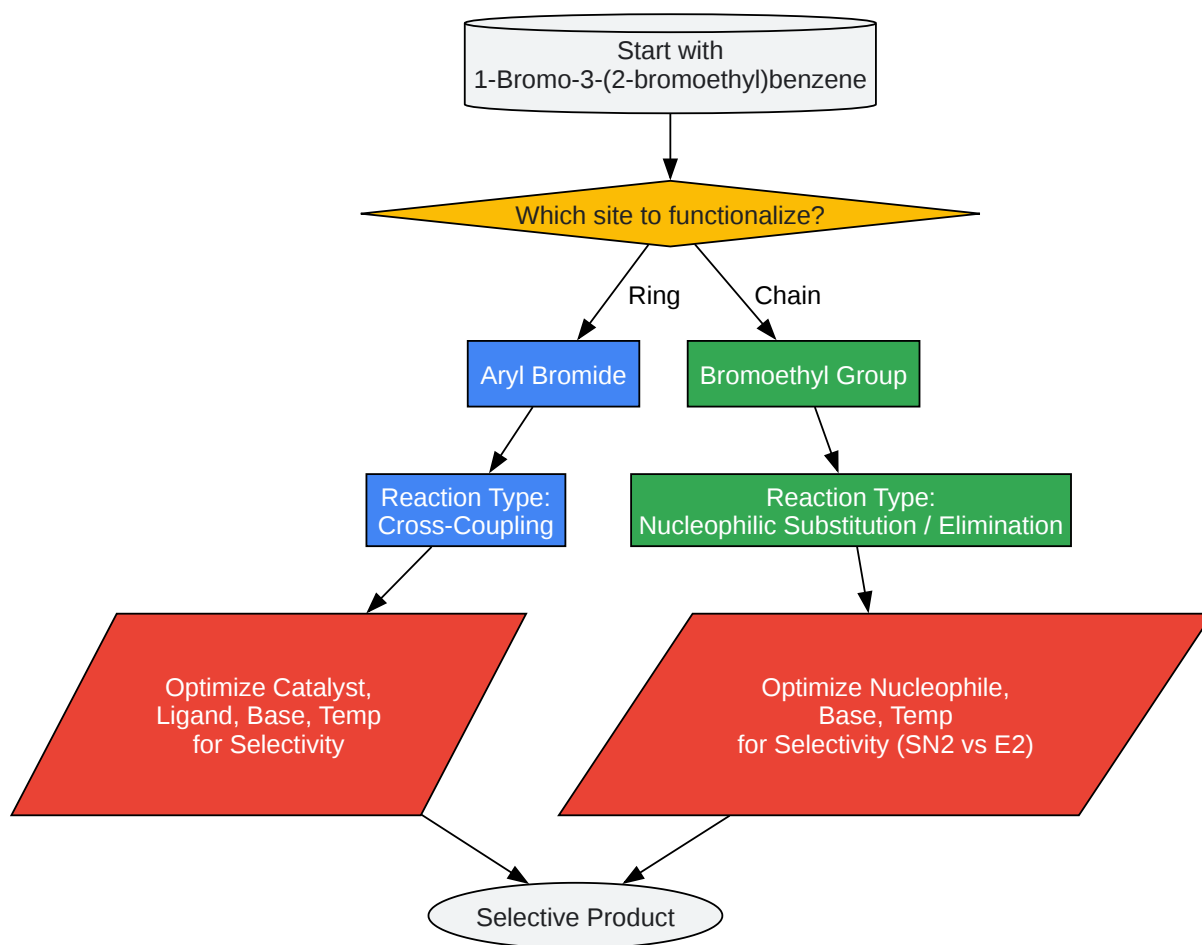 Start with
1-Bromo-3-(2-bromoethyl)benzene
Which site to functionalize?
Ring
Chain
Aryl Bromide
Bromoethyl Group
Reaction Type:
Cross-Coupling
Reaction Type:
Nucleophilic Substitution / Elimination
Optimize Catalyst,
Ligand, Base, Temp
for Selectivity
Optimize Nucleophile,
Base, Temp
for Selectivity (SN2 vs E2)
Selective Product